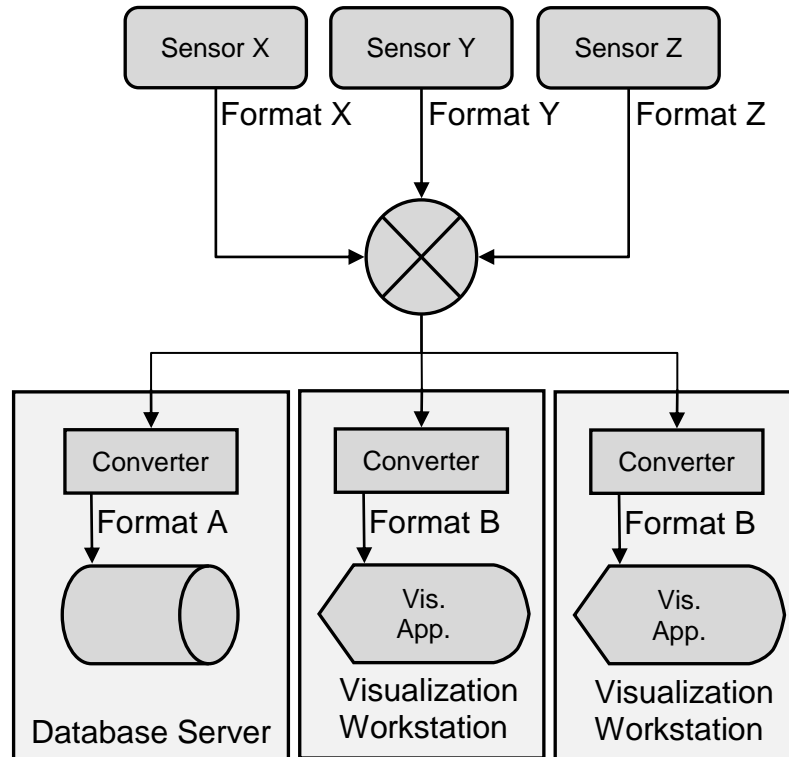 Sensor X
Sensor Y
Sensor Z
Format X
Format Y
Format Z
Converter
Converter
Converter
Format A
Format B
Format B
Vis.
App.
Vis.
App.
Database Server
Visualization
Workstation
Visualization
Workstation